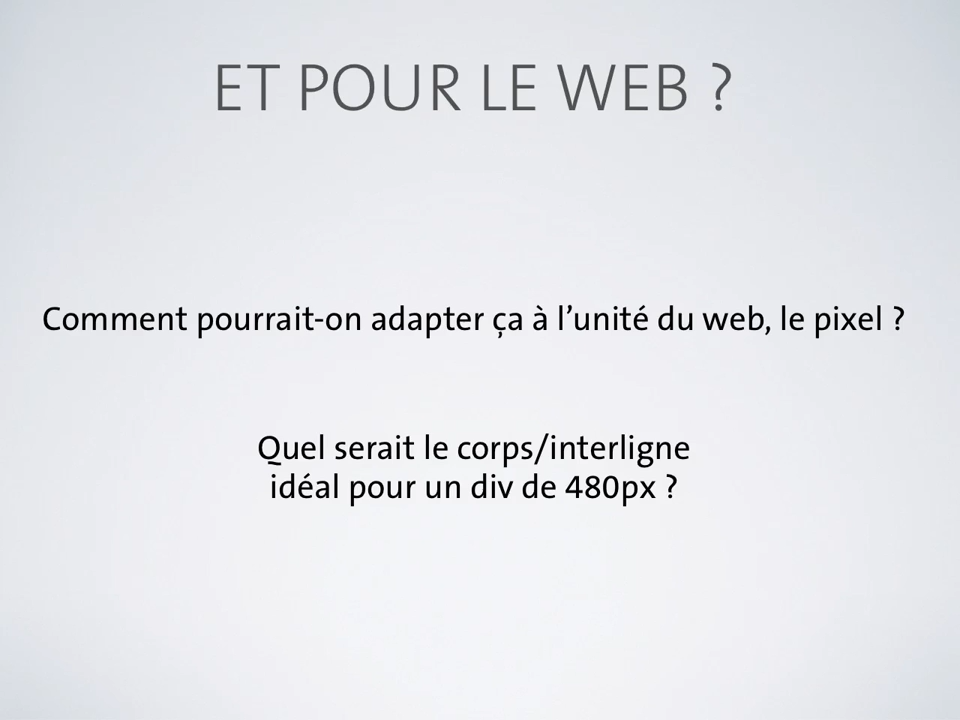 ET POUR LE WEB ?
Comment pourrait-on adapter ça à l’unité du web, le pixel ?
Quel serait le corps/interligne
idéal pour un div de 480px ?